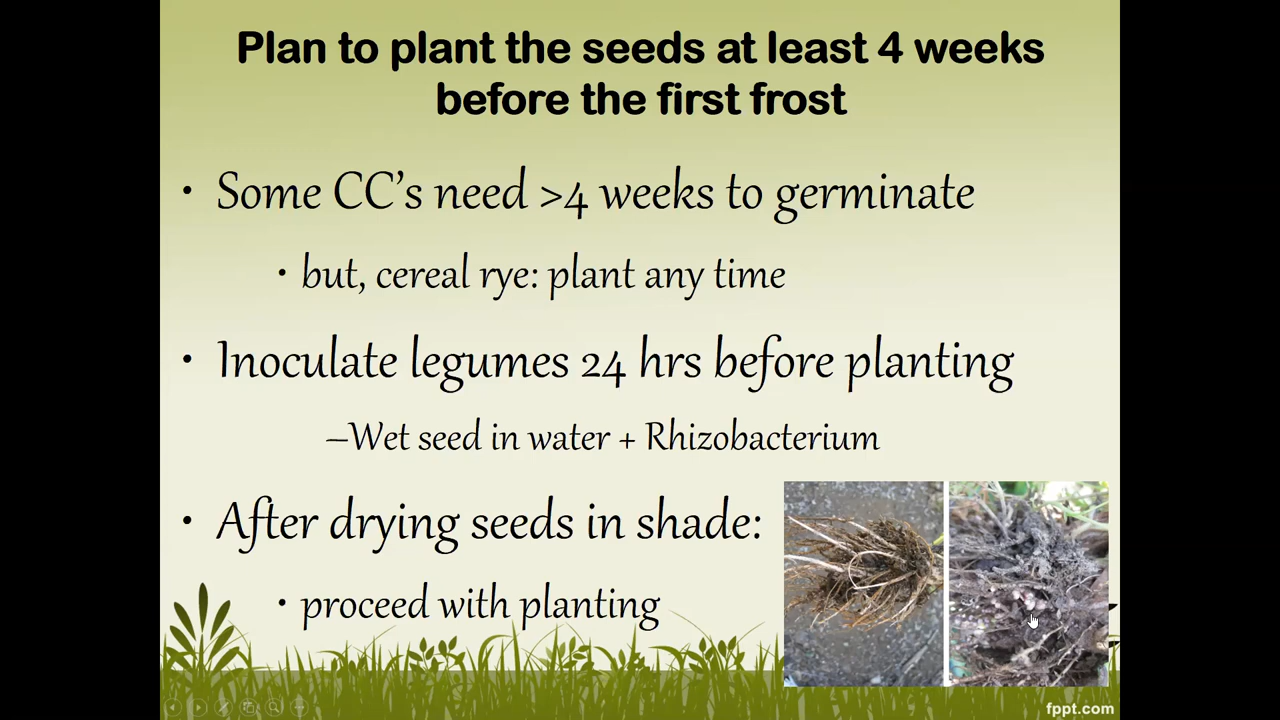 Plan to plant the seeds at least 4 weeks
before the first frost
• Some CC's need >4 weeks to germinate
• but, cereal rye: plant any time
• Inoculate legumes 24 hrs before planting
–Wet seed in water + Rhizobacterium
• After drying seeds in shade:
• proceed with planting
fppt.com